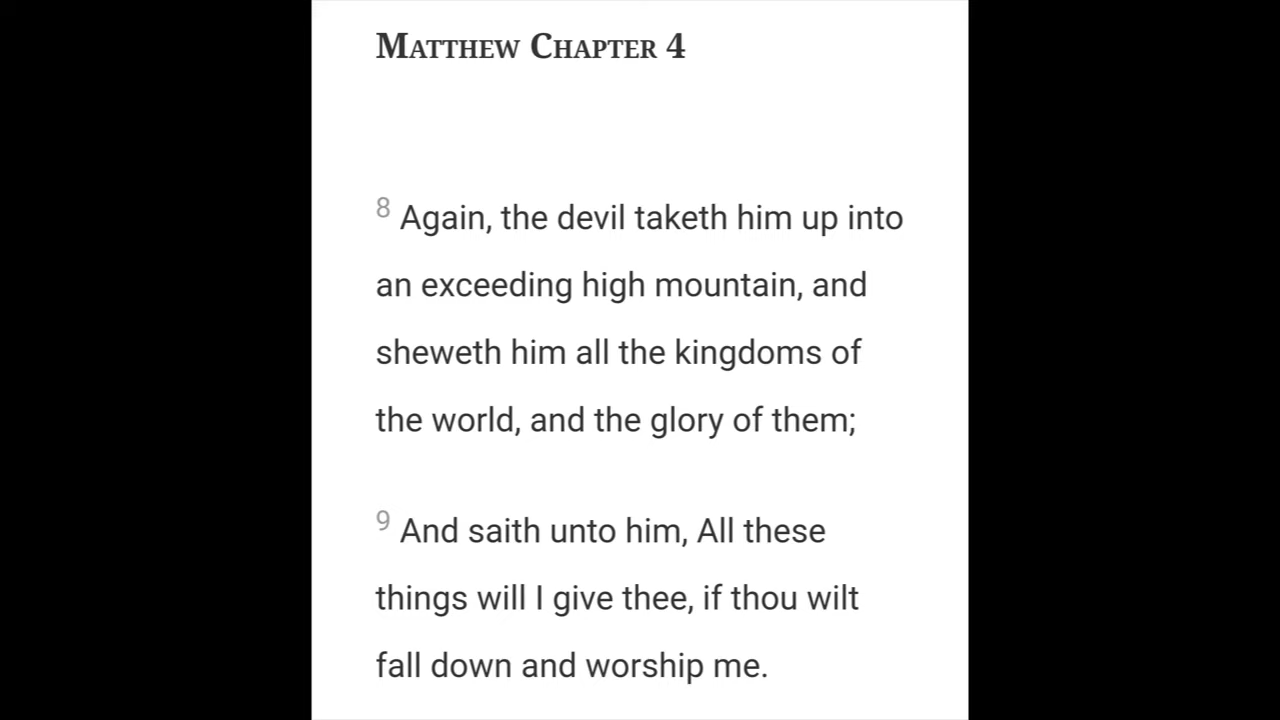 Matthew Chapter 4
8 Again, the devil taketh him up into
an exceeding high mountain, and
sheweth him all the kingdoms of
the world, and the glory of them;
9 And saith unto him, All these
things will I give thee, if thou wilt
fall down and worship me.